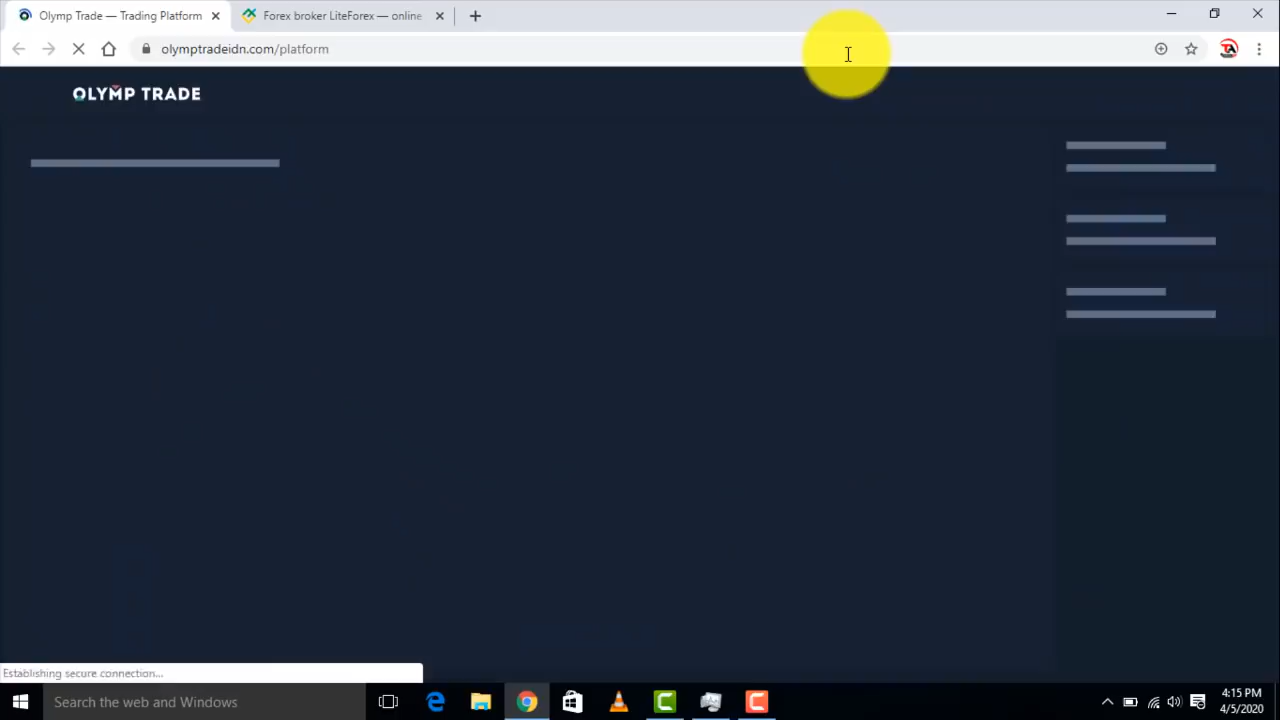 Olymp Trade — Trading Platform
Forex broker LiteForex — online
olymptradeidn.com/platform
OLYMP TRADE
Establishing secure connection...
Search the web and Windows
4:15 PM
4/5/2020